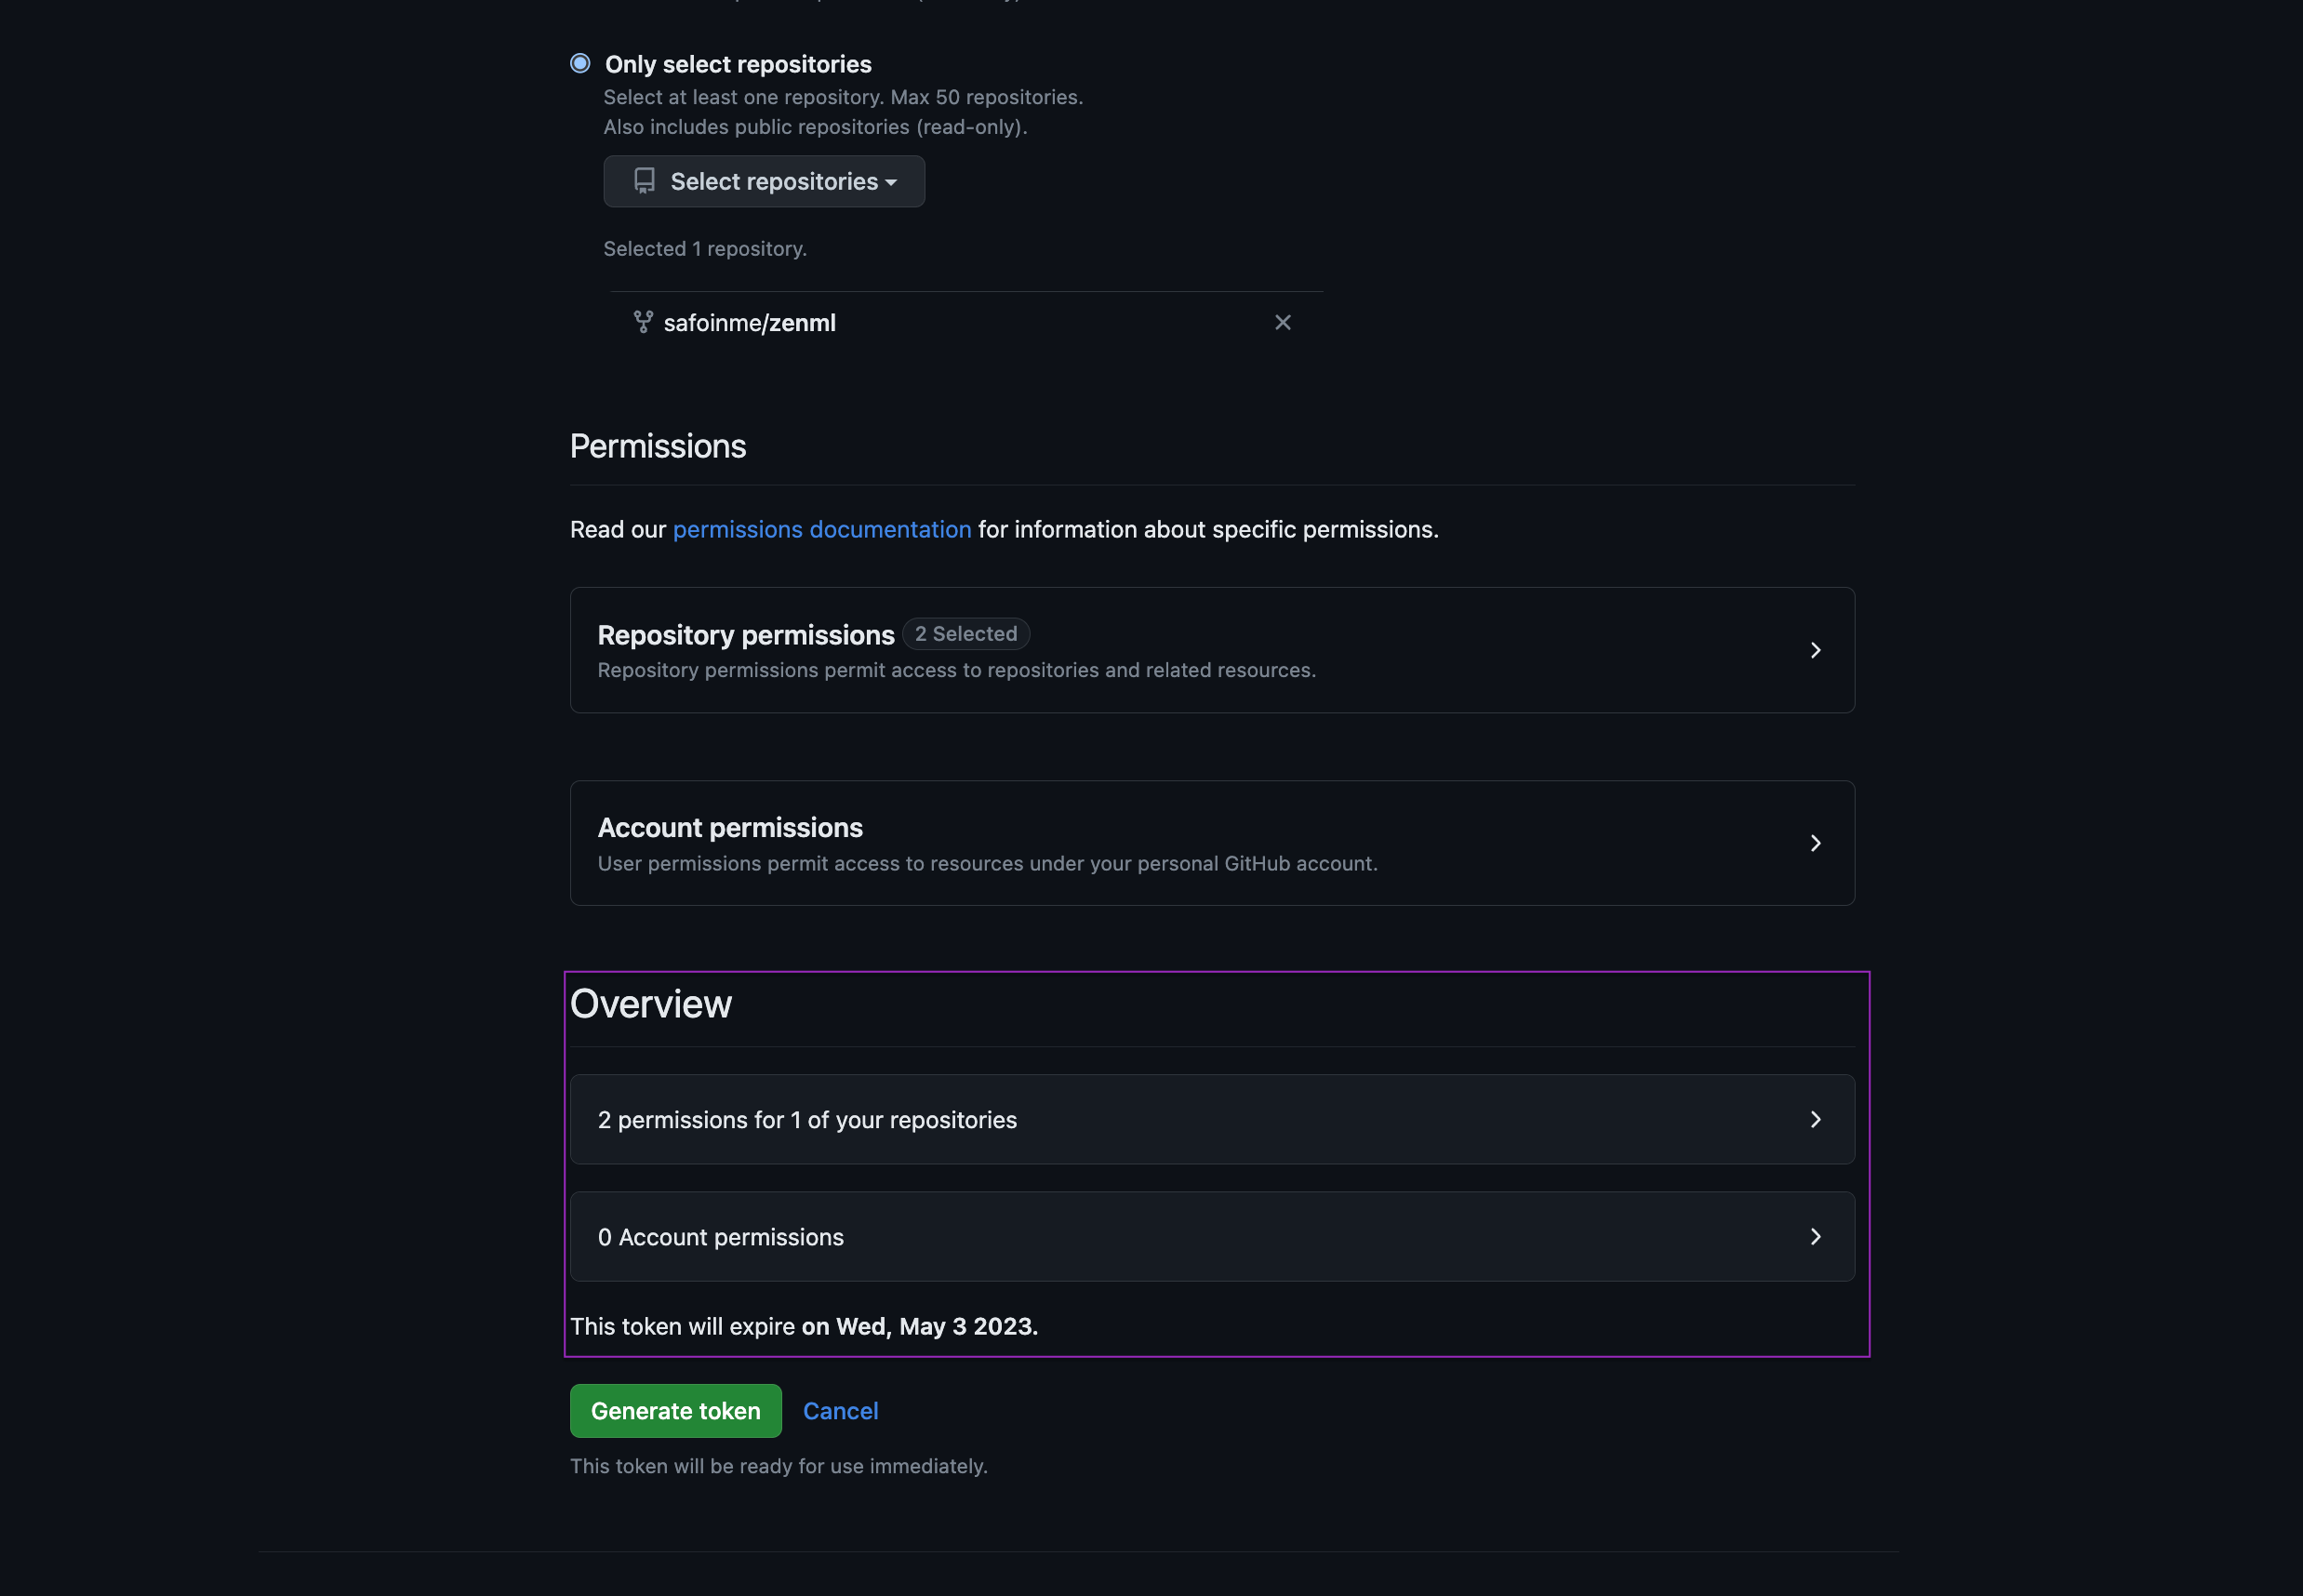 Only select repositories
Select at least one repository. Max 50 repositories.
Also includes public repositories (read-only).
Select repositories
Selected 1 repository.
safoinme/zenml
Permissions
Read our permissions documentation for information about specific permissions.
Repository permissions 2 Selected
Repository permissions permit access to repositories and related resources.
Account permissions
User permissions permit access to resources under your personal GitHub account.
Overview
2 permissions for 1 of your repositories
0 Account permissions
This token will expire on Wed, May 3 2023.
Generate token Cancel
This token will be ready for use immediately.